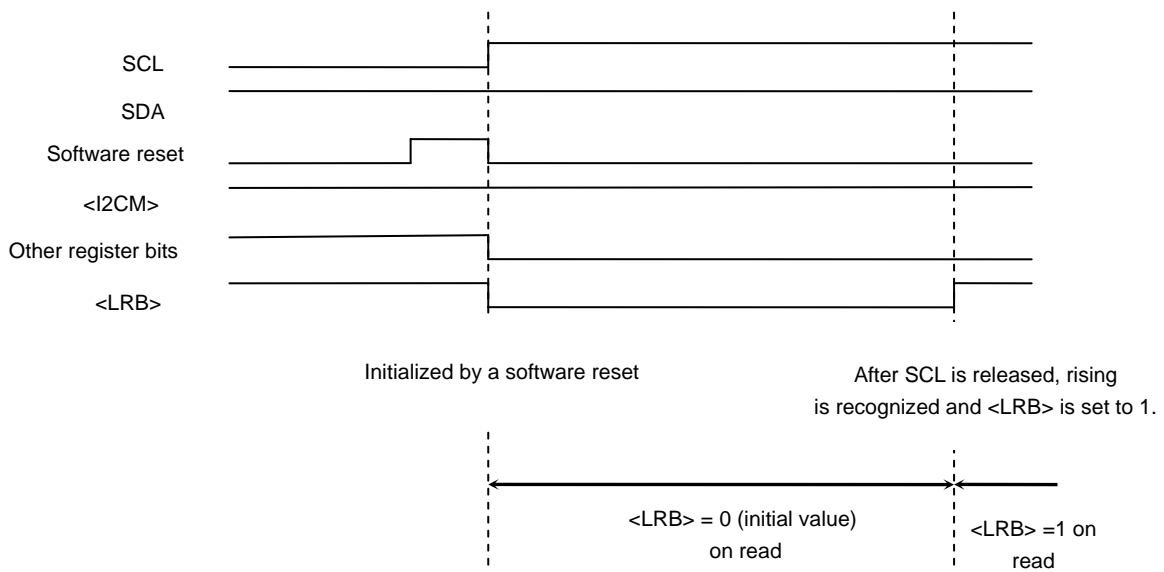 SCL
SDA
Software reset
<I2CM>
Other register bits
<LRB>
Initialized by a software reset
After SCL is released, rising
is recognized and <LRB> is set to 1.
<LRB> = 0 (initial value)
on read
<LRB> =1 on
read